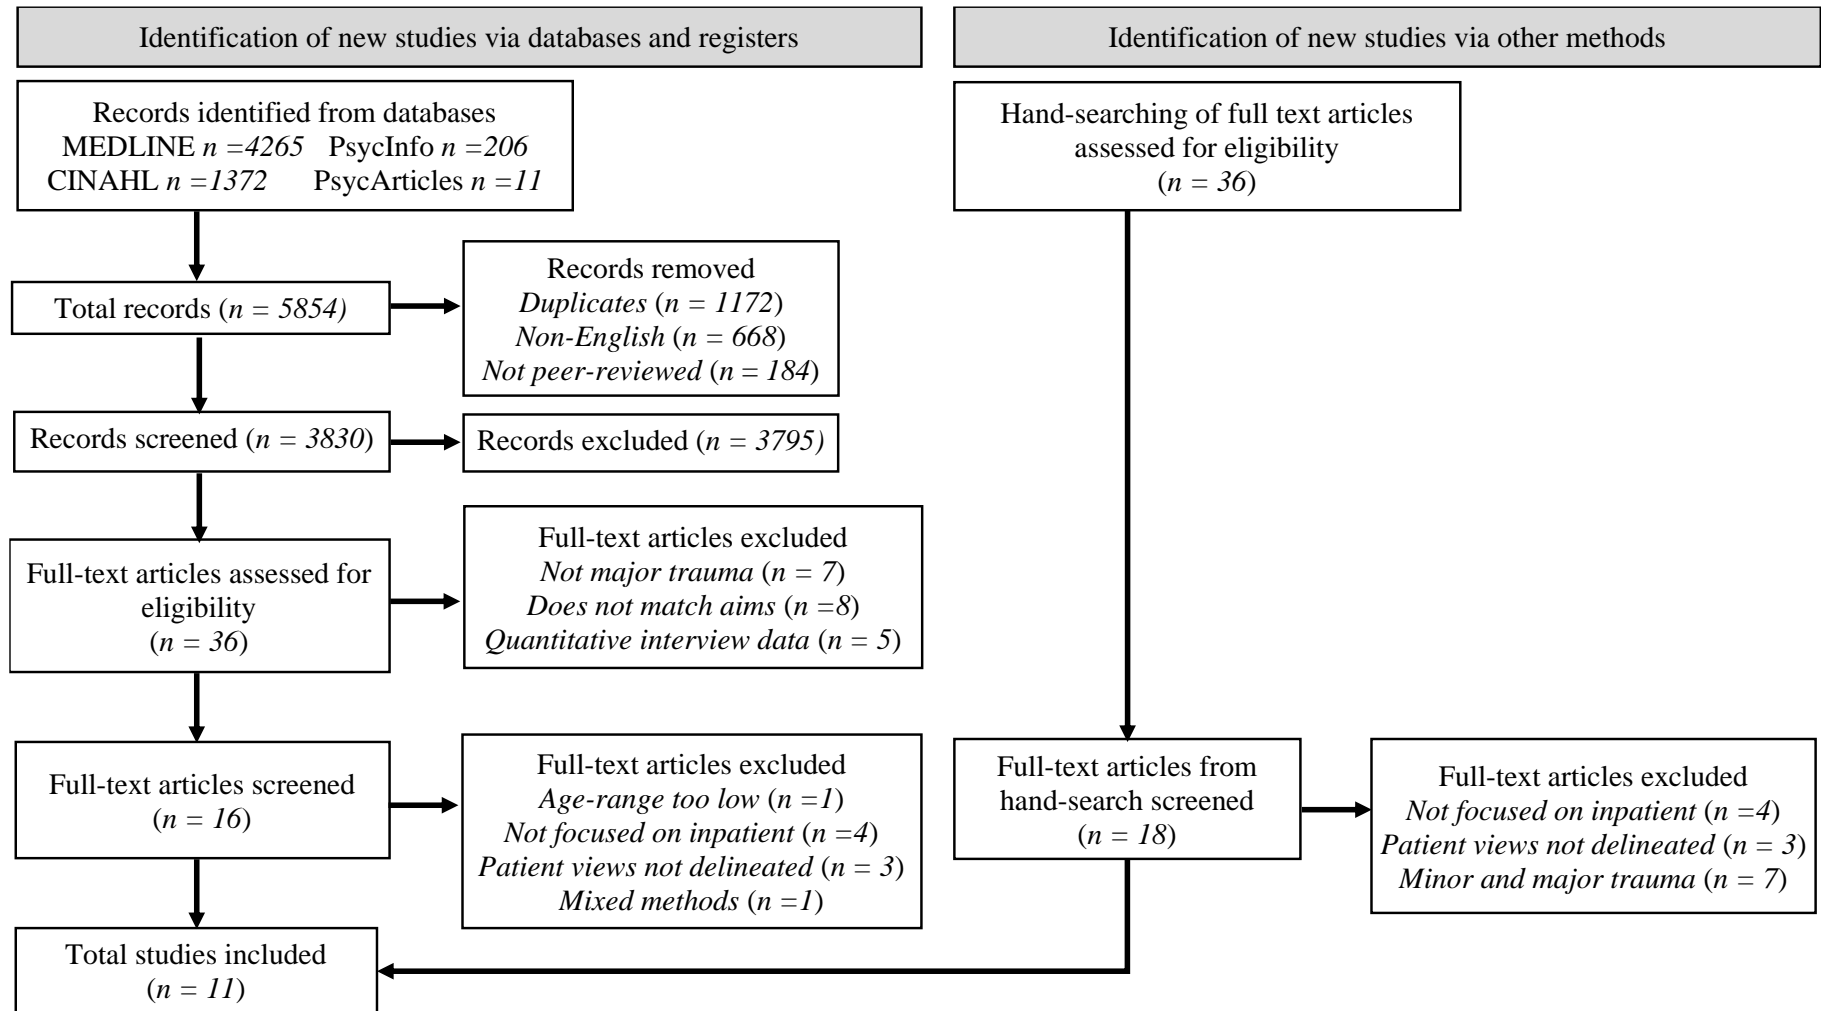 Identification of new studies via databases and registers
Records identified from databases
MEDLINE n =4265 PsycInfo n =206
CINAHL n =1372 PsycArticles n =11
Total records (n = 5854)
Records removed
Duplicates (n = 1172)
Non-English (n = 668)
Not peer-reviewed (n = 184)
Records screened (n = 3830)
Records excluded (n = 3795)
Full-text articles assessed for
eligibility
(n = 36)
Full-text articles excluded
Not major trauma (n = 7)
Does not match aims (n =8)
Quantitative interview data (n = 5)
Full-text articles screened
(n = 16)
Full-text articles excluded
Age-range too low (n =1)
Not focused on inpatient (n =4)
Patient views not delineated (n = 3)
Mixed methods (n =1)
Total studies included
(n = 11)
Identification of new studies via other methods
Hand-searching of full text articles
assessed for eligibility
(n = 36)
Full-text articles from
hand-search screened
(n = 18)
Full-text articles excluded
Not focused on inpatient (n =4)
Patient views not delineated (n = 3)
Minor and major trauma (n = 7)